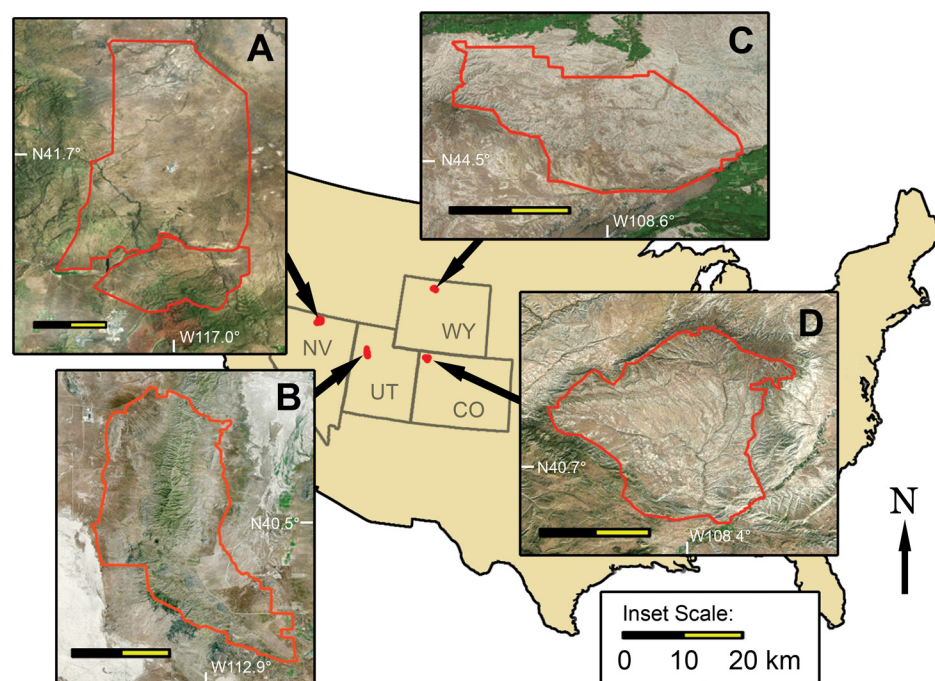 A
N41.7°
W117.0°
C
N44.5°
W108.6°
NV
UT
WY
CO
B
N40.5°
W112.9°
D
N40.7°
W108.4°
N
Inset Scale:
0 10 20 km